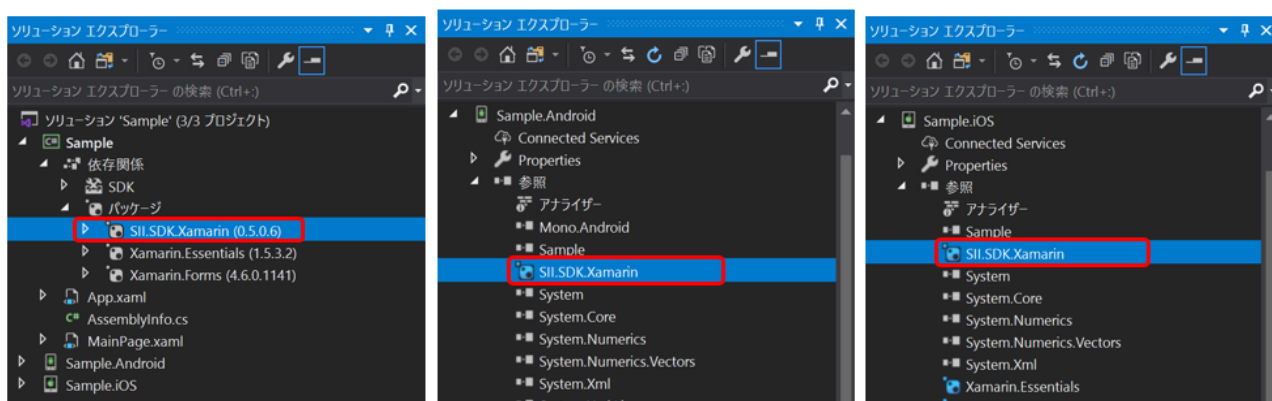 ソリューション エクスプローラー
ソリューション エクスプローラー の検索 (Ctrl+:)
ソリューション 'Sample' (3/3 プロジェクト)
Sample
依存関係
SDK
パッケージ
SII.SDK.Xamarin (0.5.0.6)
Xamarin.Essentials (1.5.3.2)
Xamarin.Forms (4.6.0.1141)
App.xaml
AssemblyInfo.cs
MainPage.xaml
Sample.Android
Sample.iOS
ソリューション エクスプローラー
ソリューション エクスプローラー の検索 (Ctrl+:)
Sample.Android
Connected Services
Properties
参照
アナライザー
Mono.Android
Sample
SII.SDK.Xamarin
System
System.Core
System.Numerics
System.Numerics.Vectors
System.Xml
ソリューション エクスプローラー
ソリューション エクスプローラー の検索 (Ctrl+:)
Sample.iOS
Connected Services
Properties
参照
アナライザー
Sample
SII.SDK.Xamarin
System
System.Core
System.Numerics
System.Numerics.Vectors
System.Xml
Xamarin.Essentials